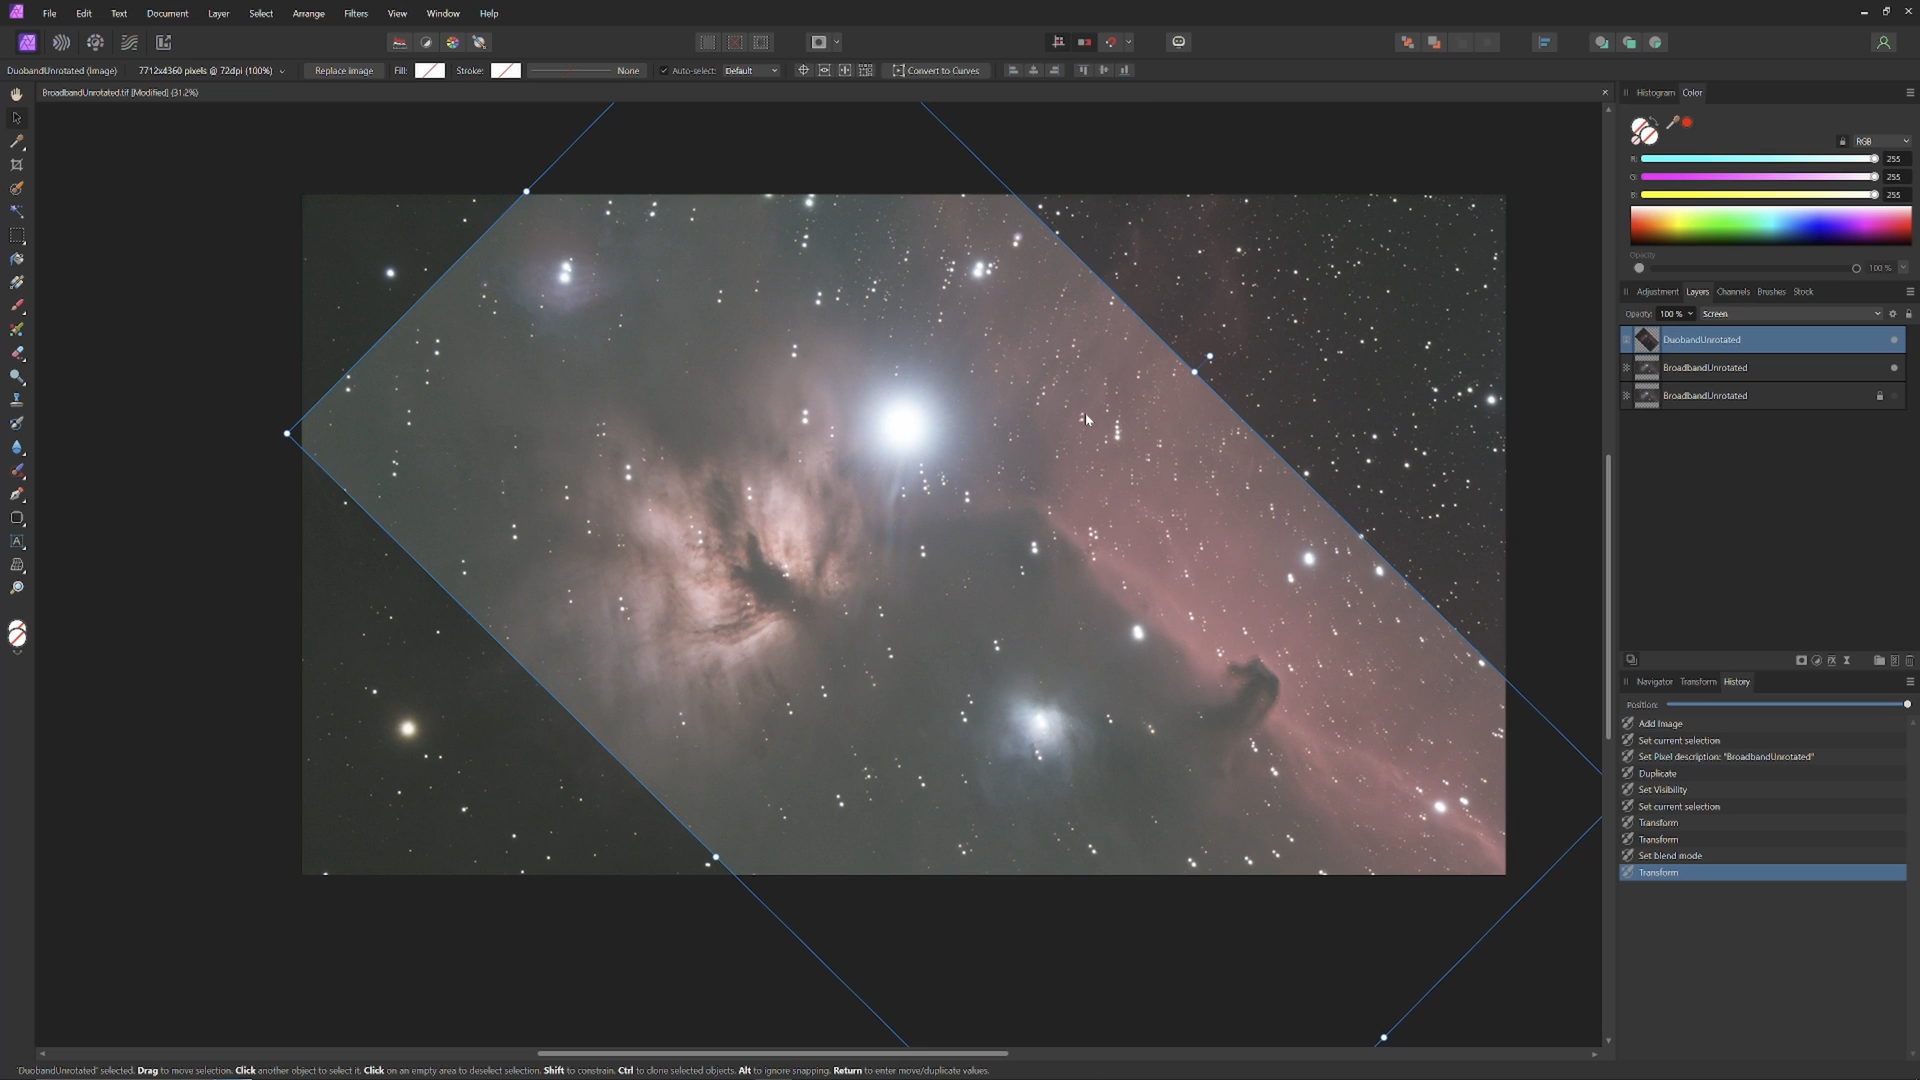 File Edit Text Document Layer Select Arrange Filters View Window Help
DuobandUnrotated (Image) 7712x4360 pixels @ 72dpi (100%) Replace image Fill: Stroke: None Auto-select: Default Convert to Curves
BroadbandUnrotated.tif [Modified] (31.2%)
Histogram Color
RGB
255
255
255
Opacity
100 %
Adjustment Layers Channels Brushes Stock
Opacity: 100 % Screen
DuobandUnrotated
BroadbandUnrotated
BroadbandUnrotated
Navigator Transform History
Position:
Add Image
Set current selection
Set Pixel description: "BroadbandUnrotated"
Duplicate
Set Visibility
Set current selection
Transform
Transform
Set blend mode
Transform
'DuobandUnrotated' selected. Drag to move selection. Click another object to select it. Click on an empty area to deselect selection. Shift to constrain. Ctrl to clone selected objects. Alt to ignore snapping. Return to enter move/duplicate values.